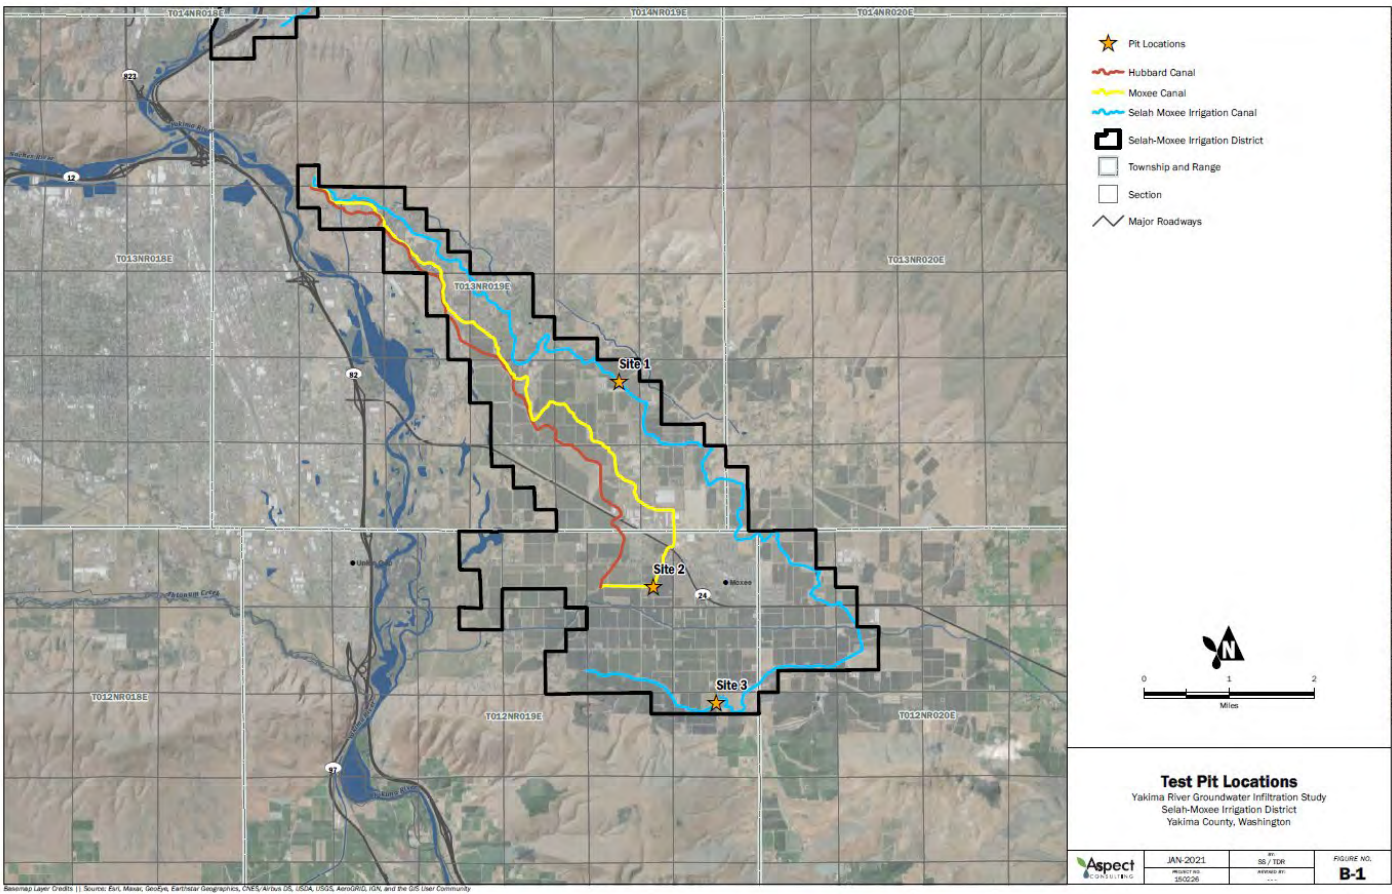 T014NR018E
T014NR019E
T014NR020E
823
Yakima River
12
T013NR018E
T013NR019E
T013NR020E
Site 1
82
Site 2
Moxee
24
Site 3
T012NR018E
T012NR019E
T012NR020E
97
Yakima River
Pit Locations
Hubbard Canal
Moxee Canal
Selah Moxee Irrigation Canal
Selah-Moxee Irrigation District
Township and Range
Section
Major Roadways
N
0 1 2
Miles
Test Pit Locations
Yakima River Groundwater Infiltration Study
Selah-Moxee Irrigation District
Yakima County, Washington
Aspect
CONSULTING
JAN-2021
PROJECT NO.
150226
BY:
SS / TDR
FIGURE NO.
B-1
Basemap Layer Credits || Source: Esri, Maxar, GeoEye, Earthstar Geographics, CNES/Airbus DS, USDA, USGS, AeroGRID, IGN, and the GIS User Community